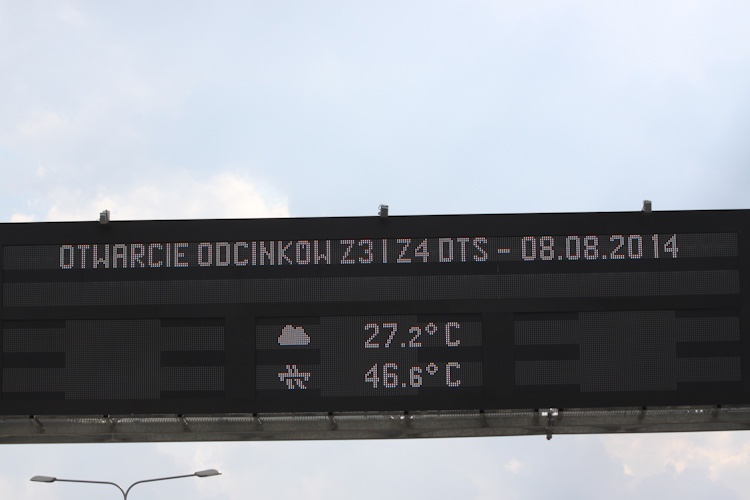 OTWARCIE ODCINKOW Z3 I Z4 DTS - 08.08.2014
27.2°C
46.6°C